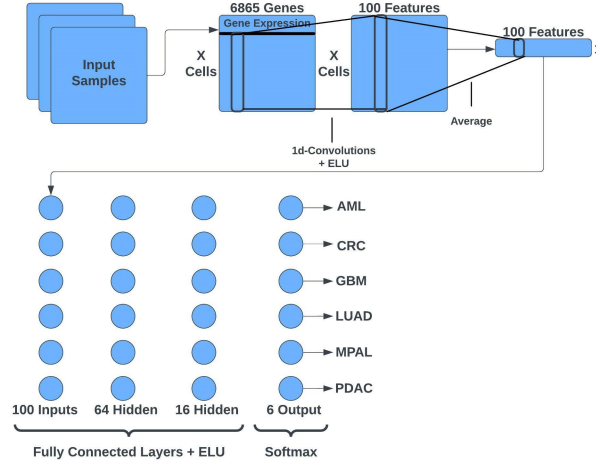 Input
Samples
X
Cells
6865 Genes
Gene Expression
X
Cells
100 Features
100 Features
1d-Convolutions
+ ELU
Average
AML
CRC
GBM
LUAD
MPAL
PDAC
100 Inputs
64 Hidden
16 Hidden
6 Output
Fully Connected Layers + ELU
Softmax